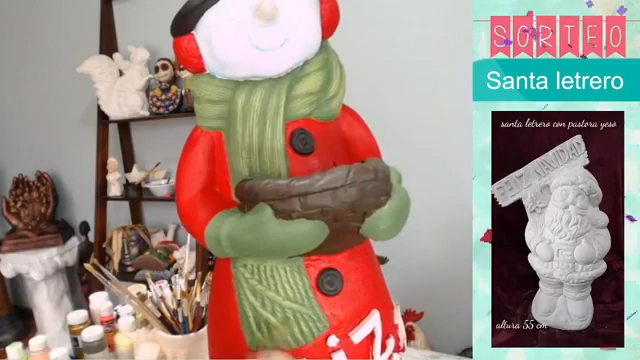 SORTEO
Santa letrero
santa letrero con pastora yeso
FELIZ NAVIDAD
altura 55 cm